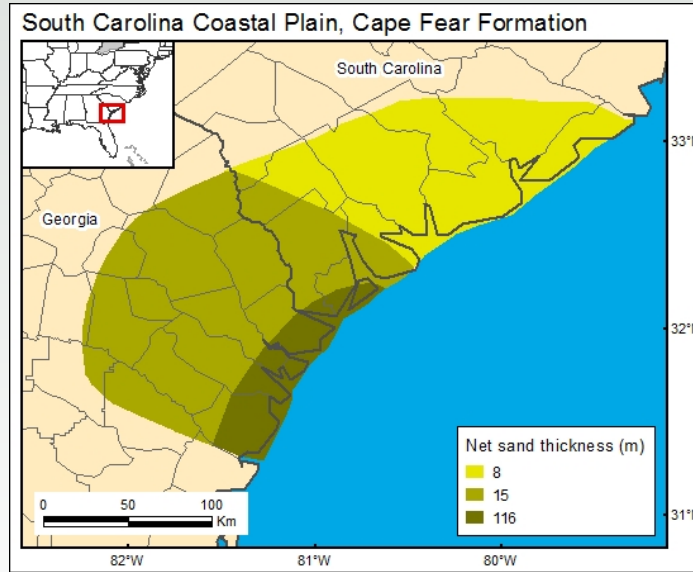 South Carolina Coastal Plain, Cape Fear Formation
South Carolina
33°N
Georgia
32°N
Net sand thickness (m)
8
15
116
0 50 100
Km
31°N
82°W 81°W 80°W